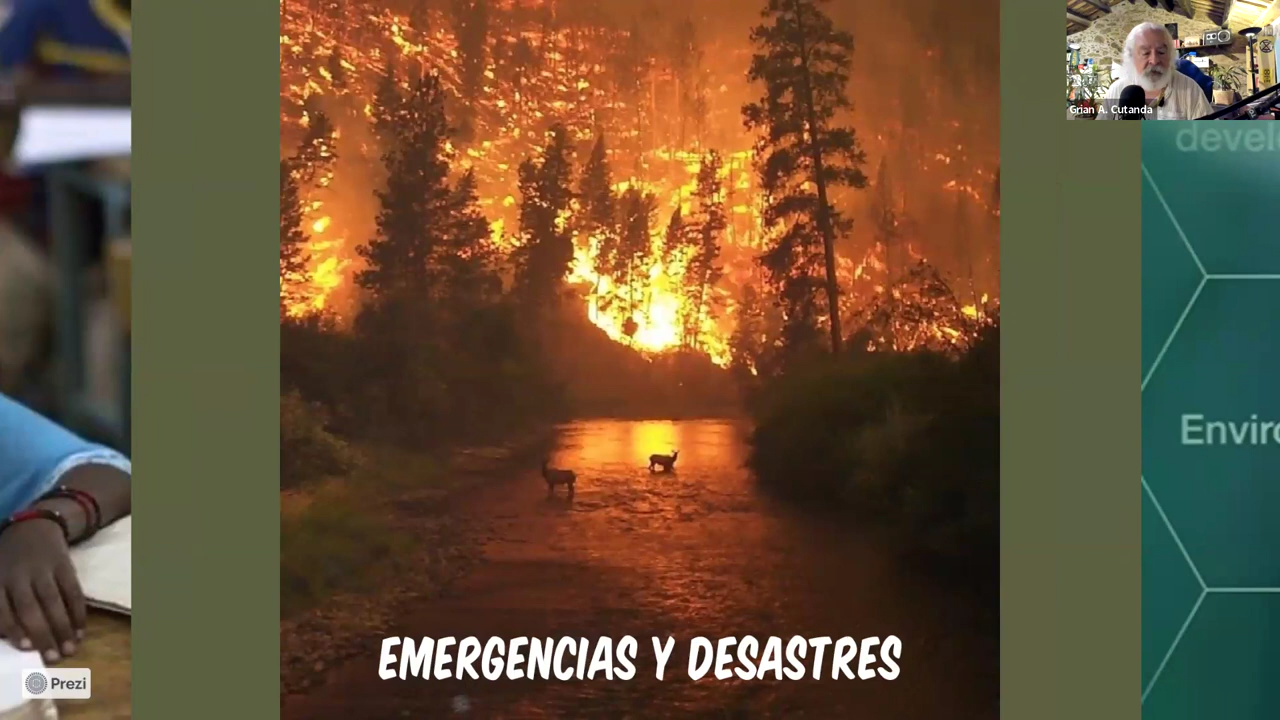 Grian A. Cutanda
devel
Enviro
EMERGENCIAS Y DESASTRES
Prezi